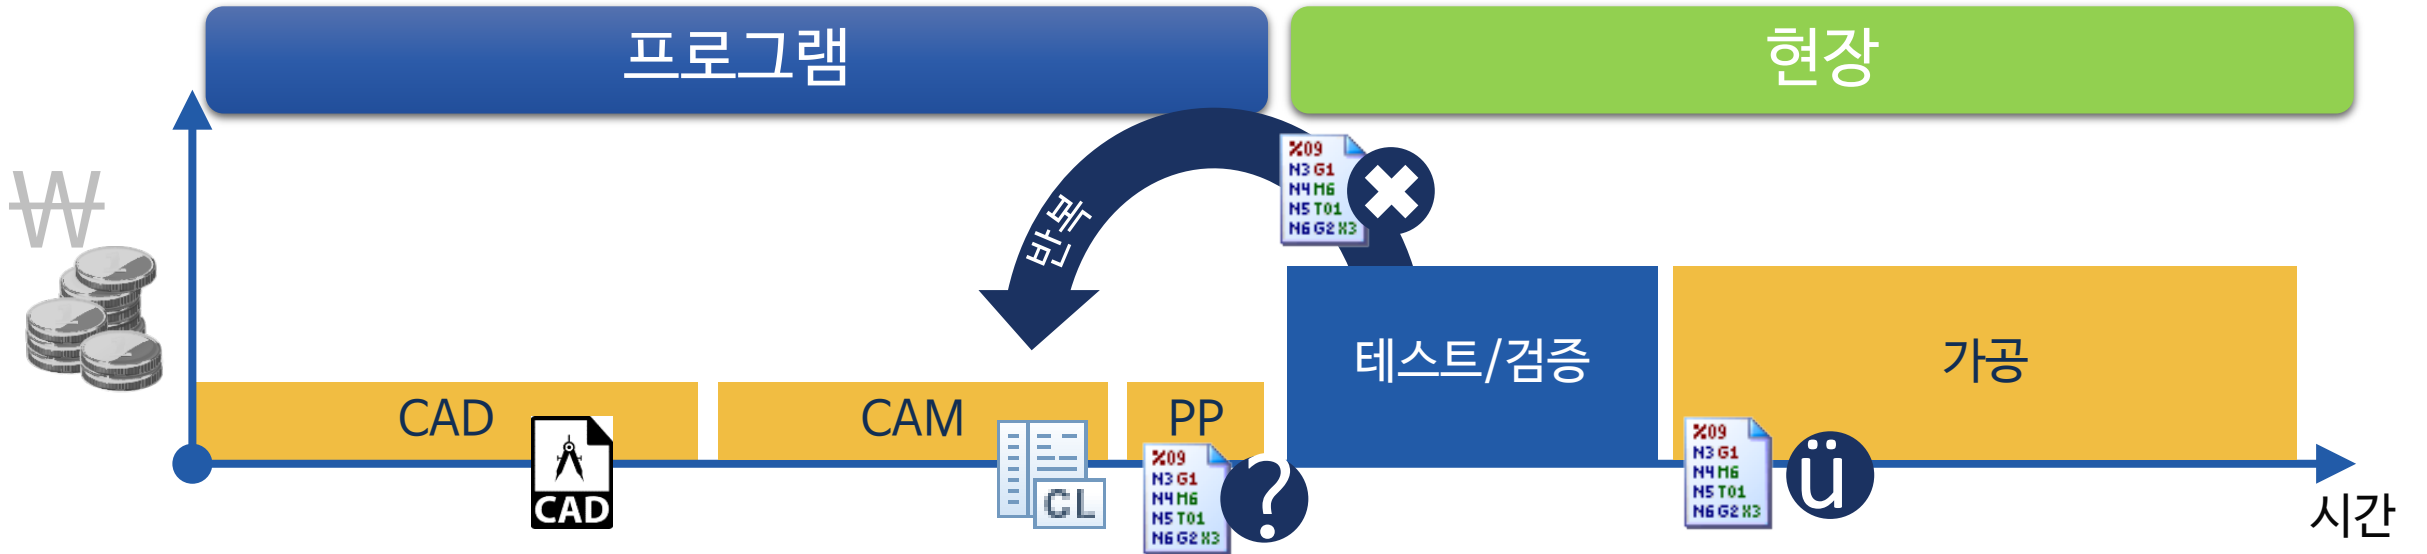 프로그램
현장
₩
반복
%09
N3 G1
N4 M6
N5 T01
N6 G2 X3
테스트/검증
가공
CAD
CAM
PP
CAD
CL
%09
N3 G1
N4 M6
N5 T01
N6 G2 X3
?
%09
N3 G1
N4 M6
N5 T01
N6 G2 X3
ü
시간